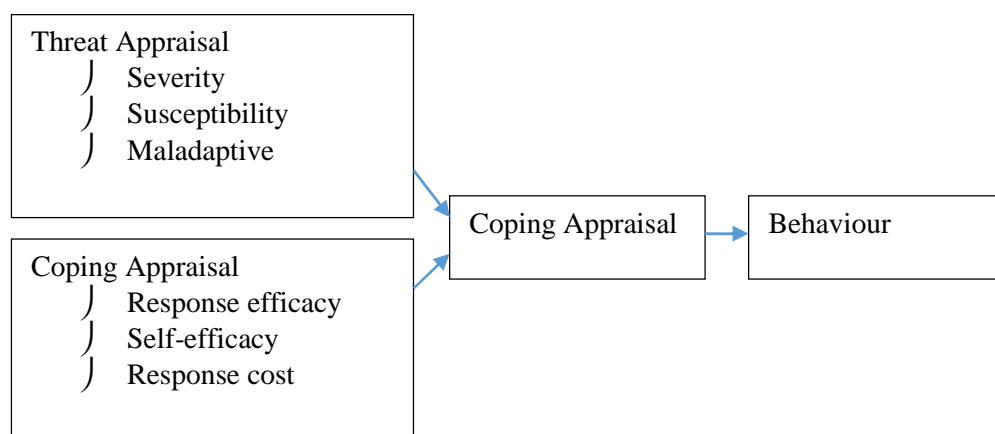 Threat Appraisal
⎠ Severity
⎠ Susceptibility
⎠ Maladaptive
Coping Appraisal
⎠ Response efficacy
⎠ Self-efficacy
⎠ Response cost
Coping Appraisal
Behaviour